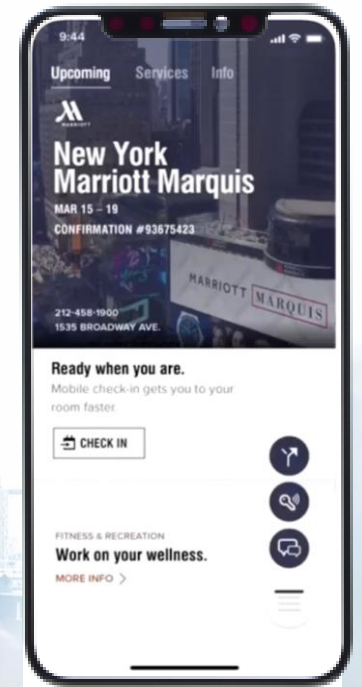 9:44
Upcoming Services Info
MARRIOTT
New York
Marriott Marquis
MAR 15 – 19
CONFIRMATION #93675423
MARRIOTT MARQUIS
212-458-1900
1535 BROADWAY AVE.
Ready when you are.
Mobile check-in gets you to your
room faster.
CHECK IN
FITNESS & RECREATION
Work on your wellness.
MORE INFO >